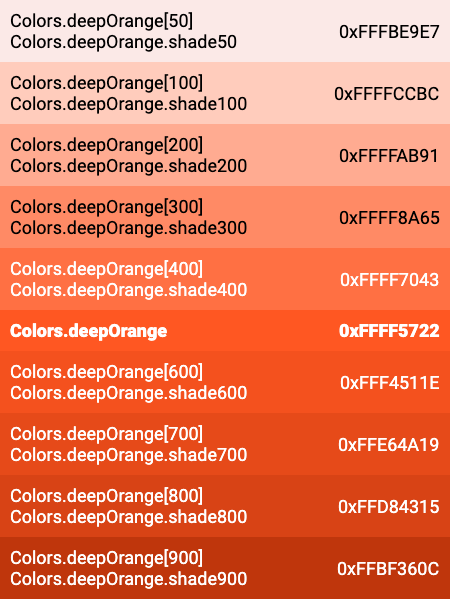 Colors.deepOrange[50]
Colors.deepOrange.shade50
0xFFFBE9E7
Colors.deepOrange[100]
Colors.deepOrange.shade100
0xFFFFCCBC
Colors.deepOrange[200]
Colors.deepOrange.shade200
0xFFFFAB91
Colors.deepOrange[300]
Colors.deepOrange.shade300
0xFFFF8A65
Colors.deepOrange[400]
Colors.deepOrange.shade400
0xFFFF7043
Colors.deepOrange
0xFFFF5722
Colors.deepOrange[600]
Colors.deepOrange.shade600
0xFFF4511E
Colors.deepOrange[700]
Colors.deepOrange.shade700
0xFFE64A19
Colors.deepOrange[800]
Colors.deepOrange.shade800
0xFFD84315
Colors.deepOrange[900]
Colors.deepOrange.shade900
0xFFBF360C